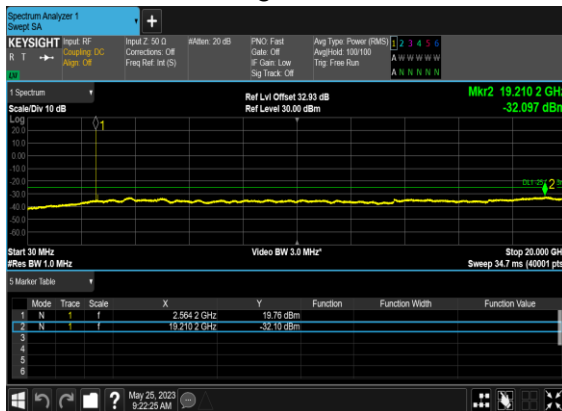 Spectrum Analyzer 1
Swept SA
KEYSIGHT
R T
Input: RF
Coupling: DC
Align: Off
Input Z: 50 Ω
Corrections: Off
Freq Ref: Int (S)
#Atten: 20 dB
PNO: Fast
Gate: Off
IF Gain: Low
Sig Track: Off
Avg Type: Power (RMS)
Avg|Hold: 100/100
Trig: Free Run
1 2 3 4 5 6
A W W W W W
A N N N N N
1 Spectrum
Scale/Div 10 dB
Ref Lvl Offset 32.93 dB
Ref Level 30.00 dBm
Mkr2 19.210 2 GHz
-32.097 dBm
Log
20.0
10.0
0.00
-10.0
-20.0
-30.0
-40.0
-50.0
-60.0
1
2
Start 30 MHz
#Res BW 1.0 MHz
Video BW 3.0 MHz*
Stop 20.000 GHz
Sweep 34.7 ms (40001 pts)
5 Marker Table
Mode Trace Scale X Y Function Function Width Function Value
1 N 1 f 2.564 2 GHz 19.76 dBm
2 N 1 f 19.210 2 GHz -32.10 dBm
3
4
5
6
?
May 25, 2023
9:22:25 AM